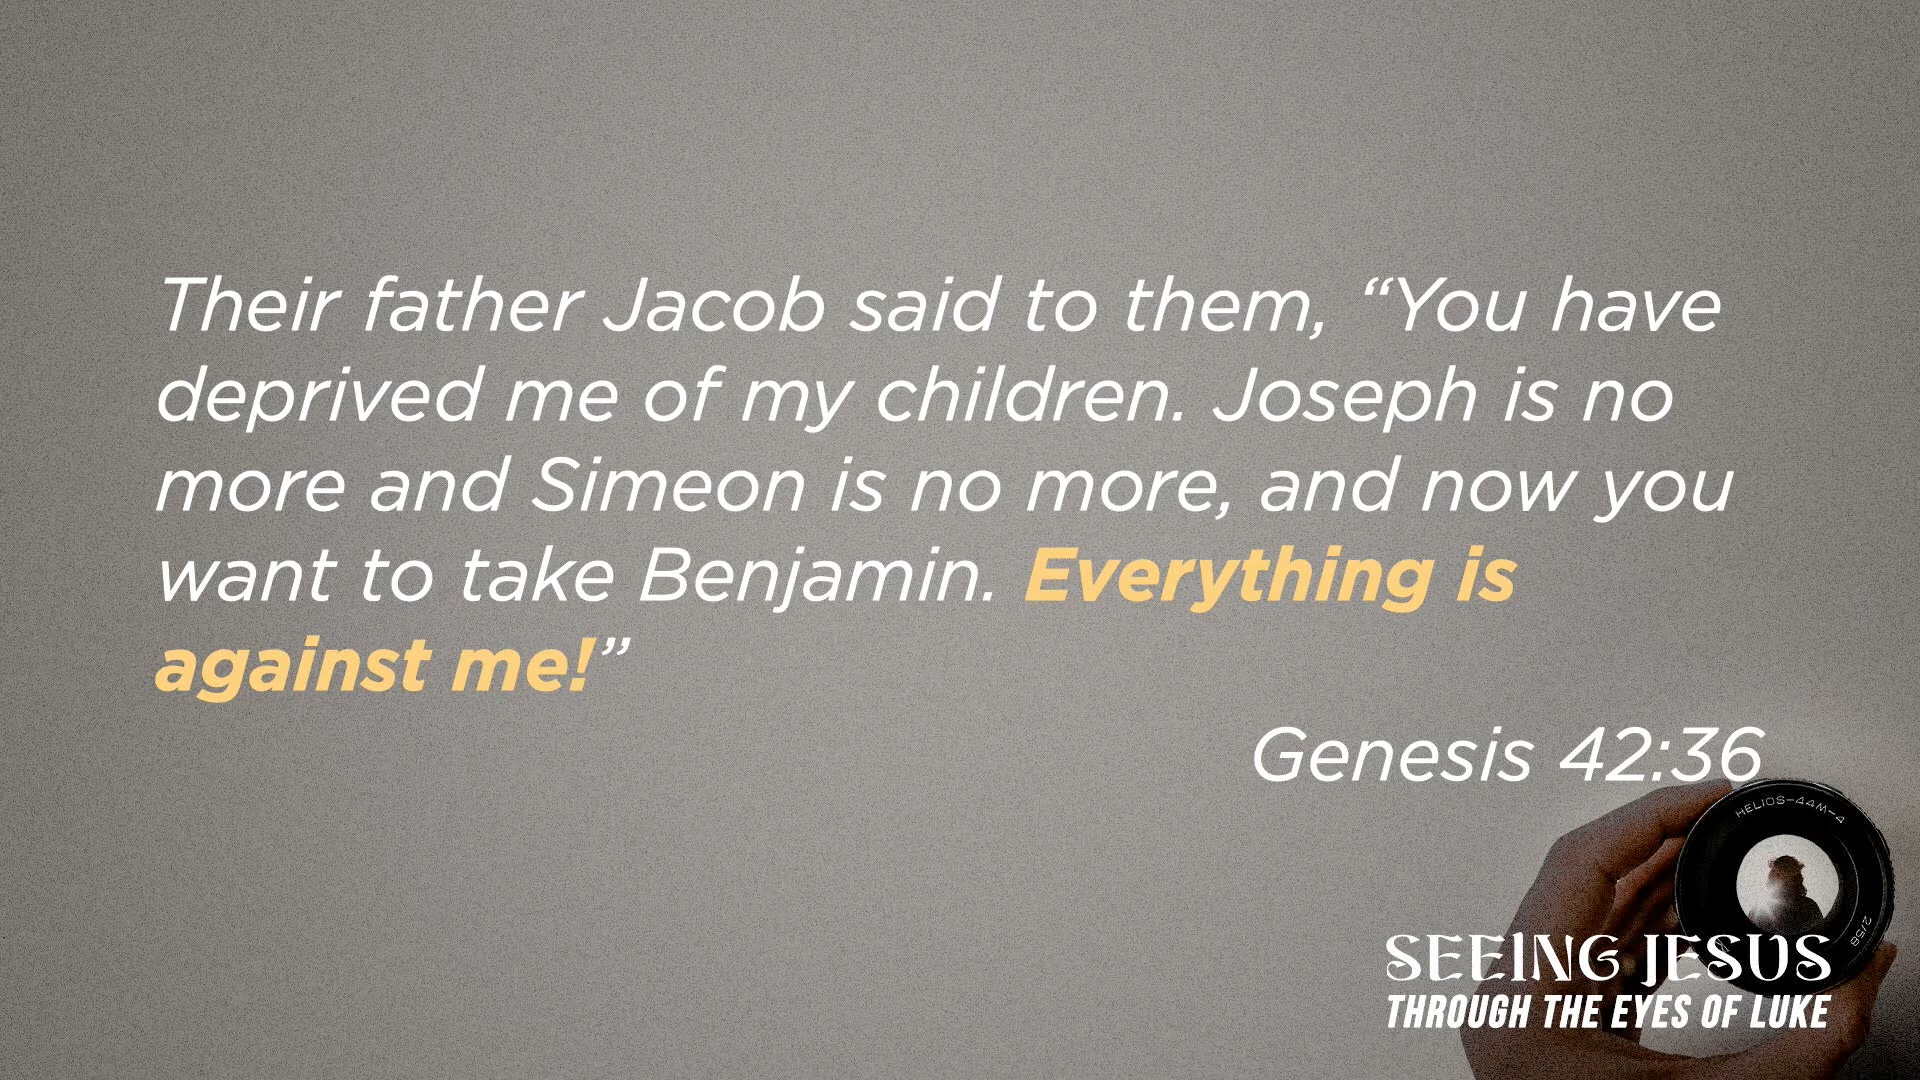 Their father Jacob said to them, “You have
deprived me of my children. Joseph is no
more and Simeon is no more, and now you
want to take Benjamin. Everything is
against me!”
Genesis 42:36
HELIOS-44M-4
2/58
SEEING JESUS
THROUGH THE EYES OF LUKE